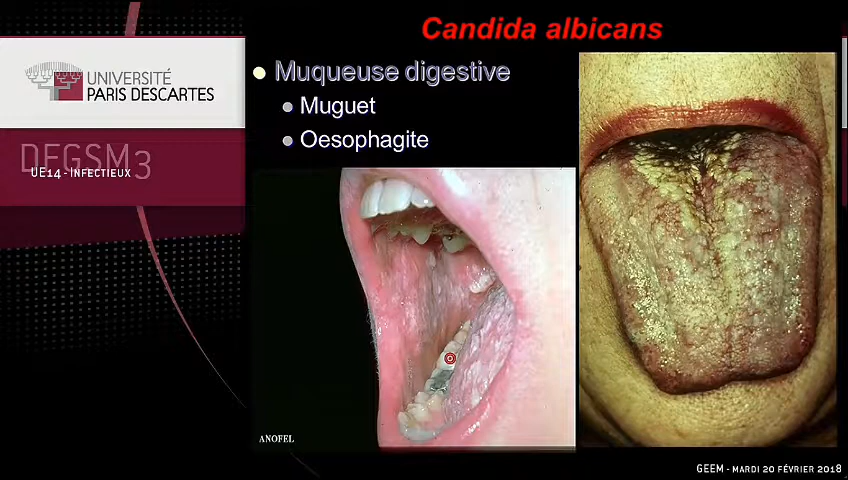 Candida albicans
UNIVERSITÉ
PARIS DESCARTES
DFGSM3
UE14 - INFECTIEUX
Muqueuse digestive
Muguet
Oesophagite
ANOFEL
GEEM - MARDI 20 FÉVRIER 2018